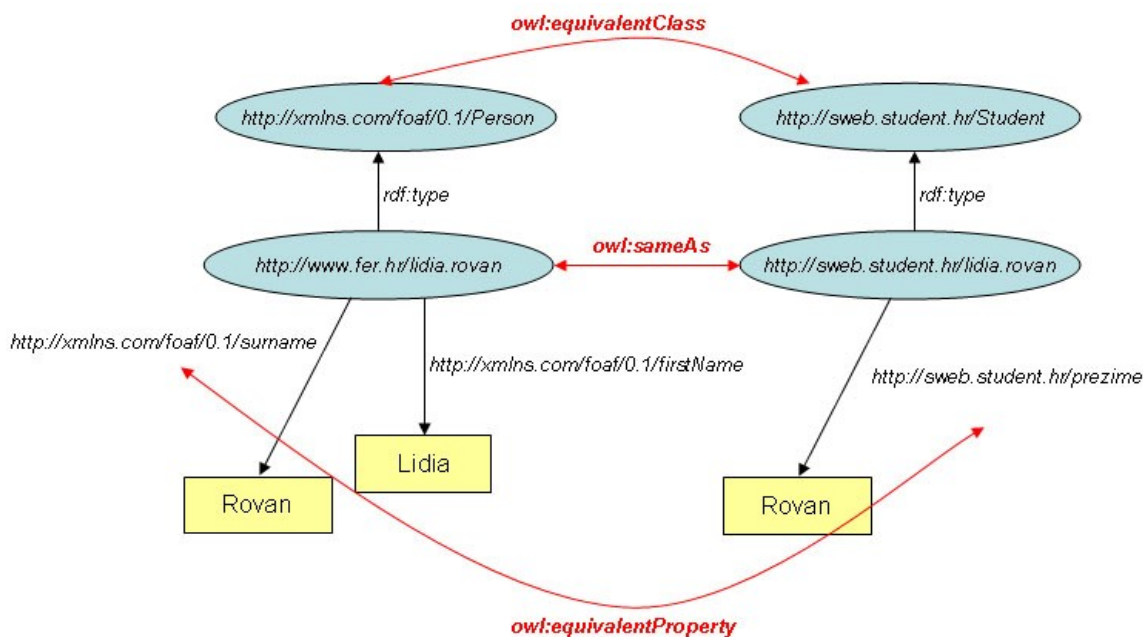 owl:equivalentClass
http://xmlns.com/foaf/0.1/Person
http://sweb.student.hr/Student
rdf:type
rdf:type
owl:sameAs
http://www.fer.hr/lidia.rovan
http://sweb.student.hr/lidia.rovan
http://xmlns.com/foaf/0.1/surname
http://xmlns.com/foaf/0.1/firstName
http://sweb.student.hr/prezime
Lidia
Rovan
Rovan
owl:equivalentProperty